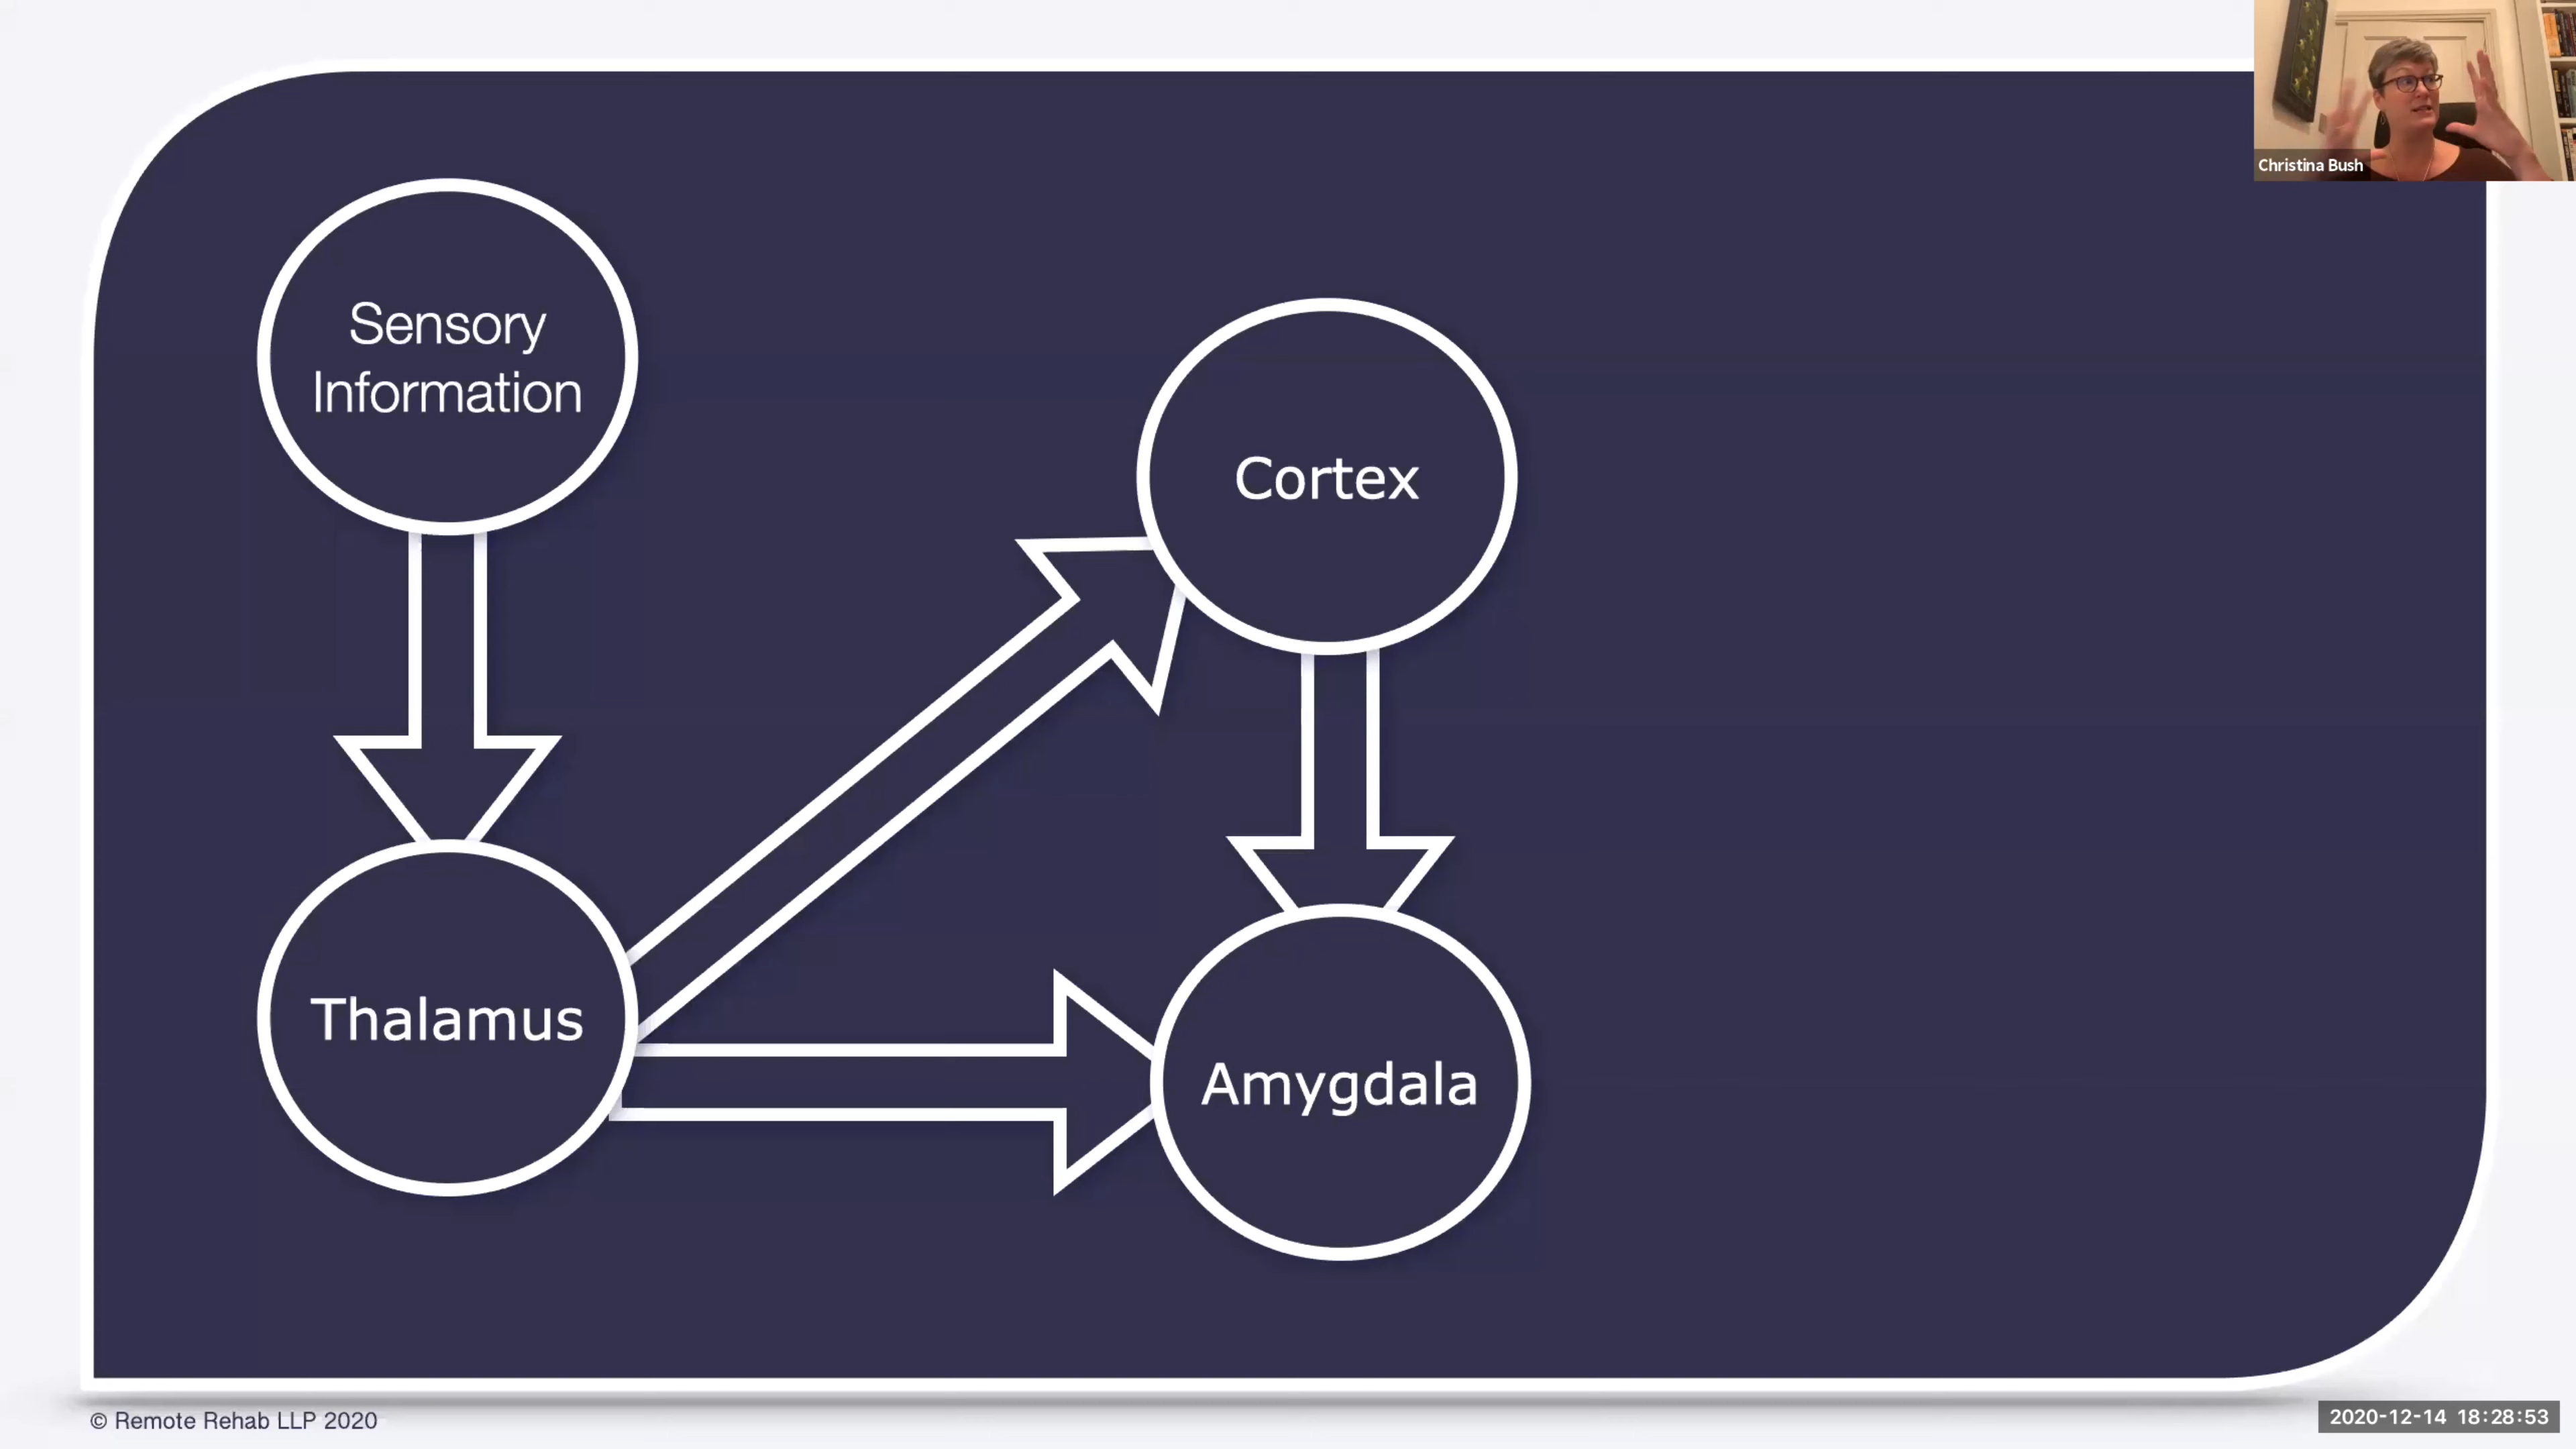 Christina Bush
Sensory
Information
Cortex
Thalamus
Amygdala
© Remote Rehab LLP 2020
2020-12-14 18:28:53